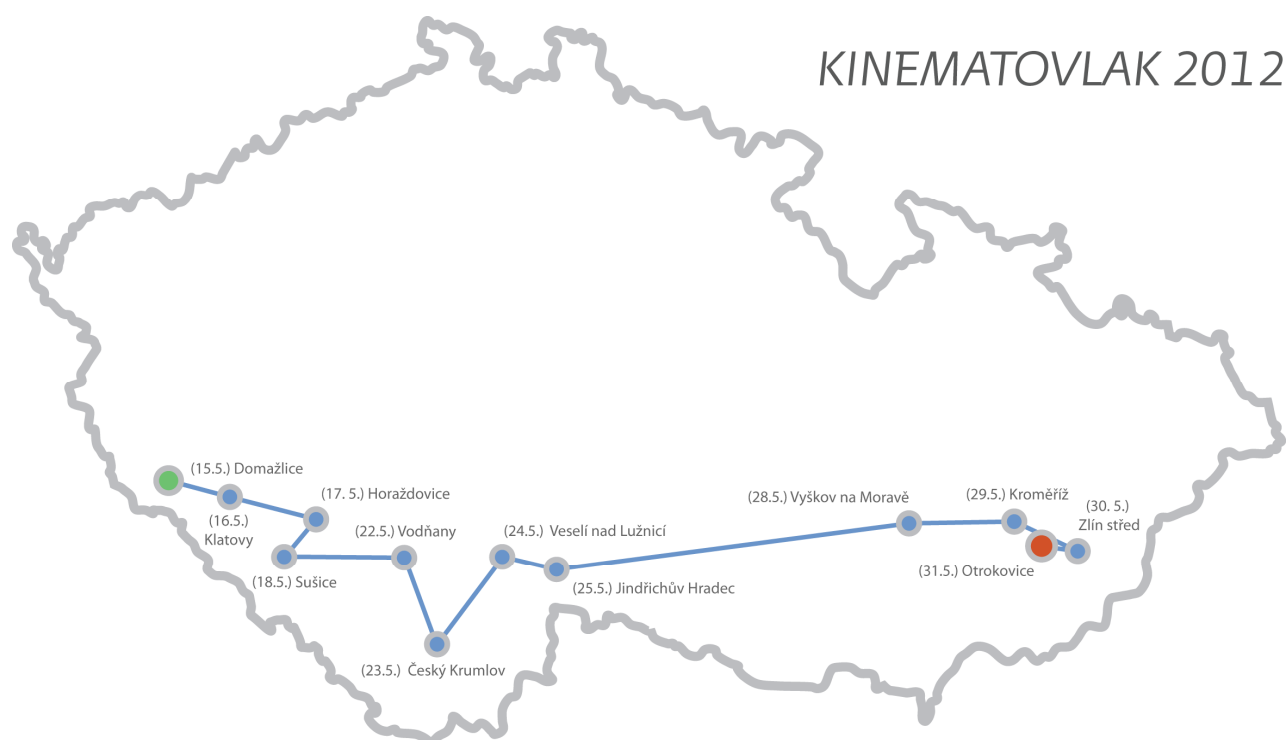 KINEMATOVLAK 2012
(15.5.) Domažlice
(16.5.)
Klatovy
(17. 5.) Horaždovice
(18.5.) Sušice
(22.5.) Vodňany
(23.5.) Český Krumlov
(24.5.) Veselí nad Lužnicí
(25.5.) Jindřichův Hradec
(28.5.) Vyškov na Moravě
(29.5) Kroměříž
(30. 5.)
Zlín střed
(31.5.) Otrokovice